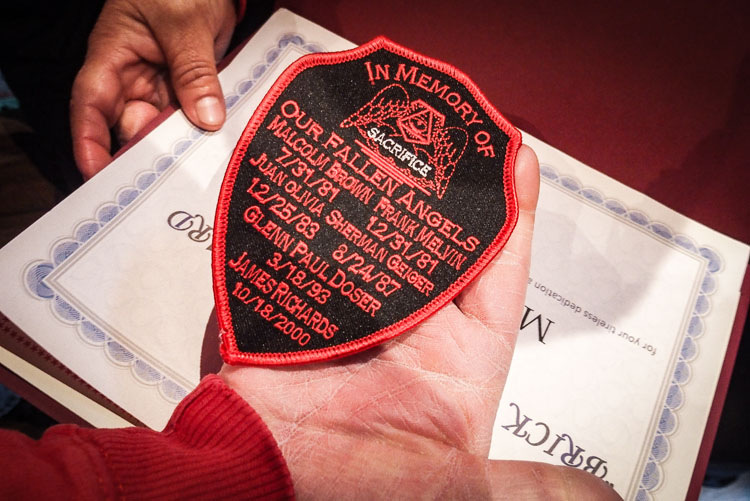 IN MEMORY OF
SACRIFICE
OUR FALLEN ANGELS
MALCOLM BROWN FRANK MELVIN
7/31/81 12/31/81
JUAN OLIVIA SHERMAN GEIGER
12/25/83 8/24/87
GLENN PAUL DOSER
3/18/93
JAMES RICHARDS
10/18/2000
for your tireless dedication
M
BRICK